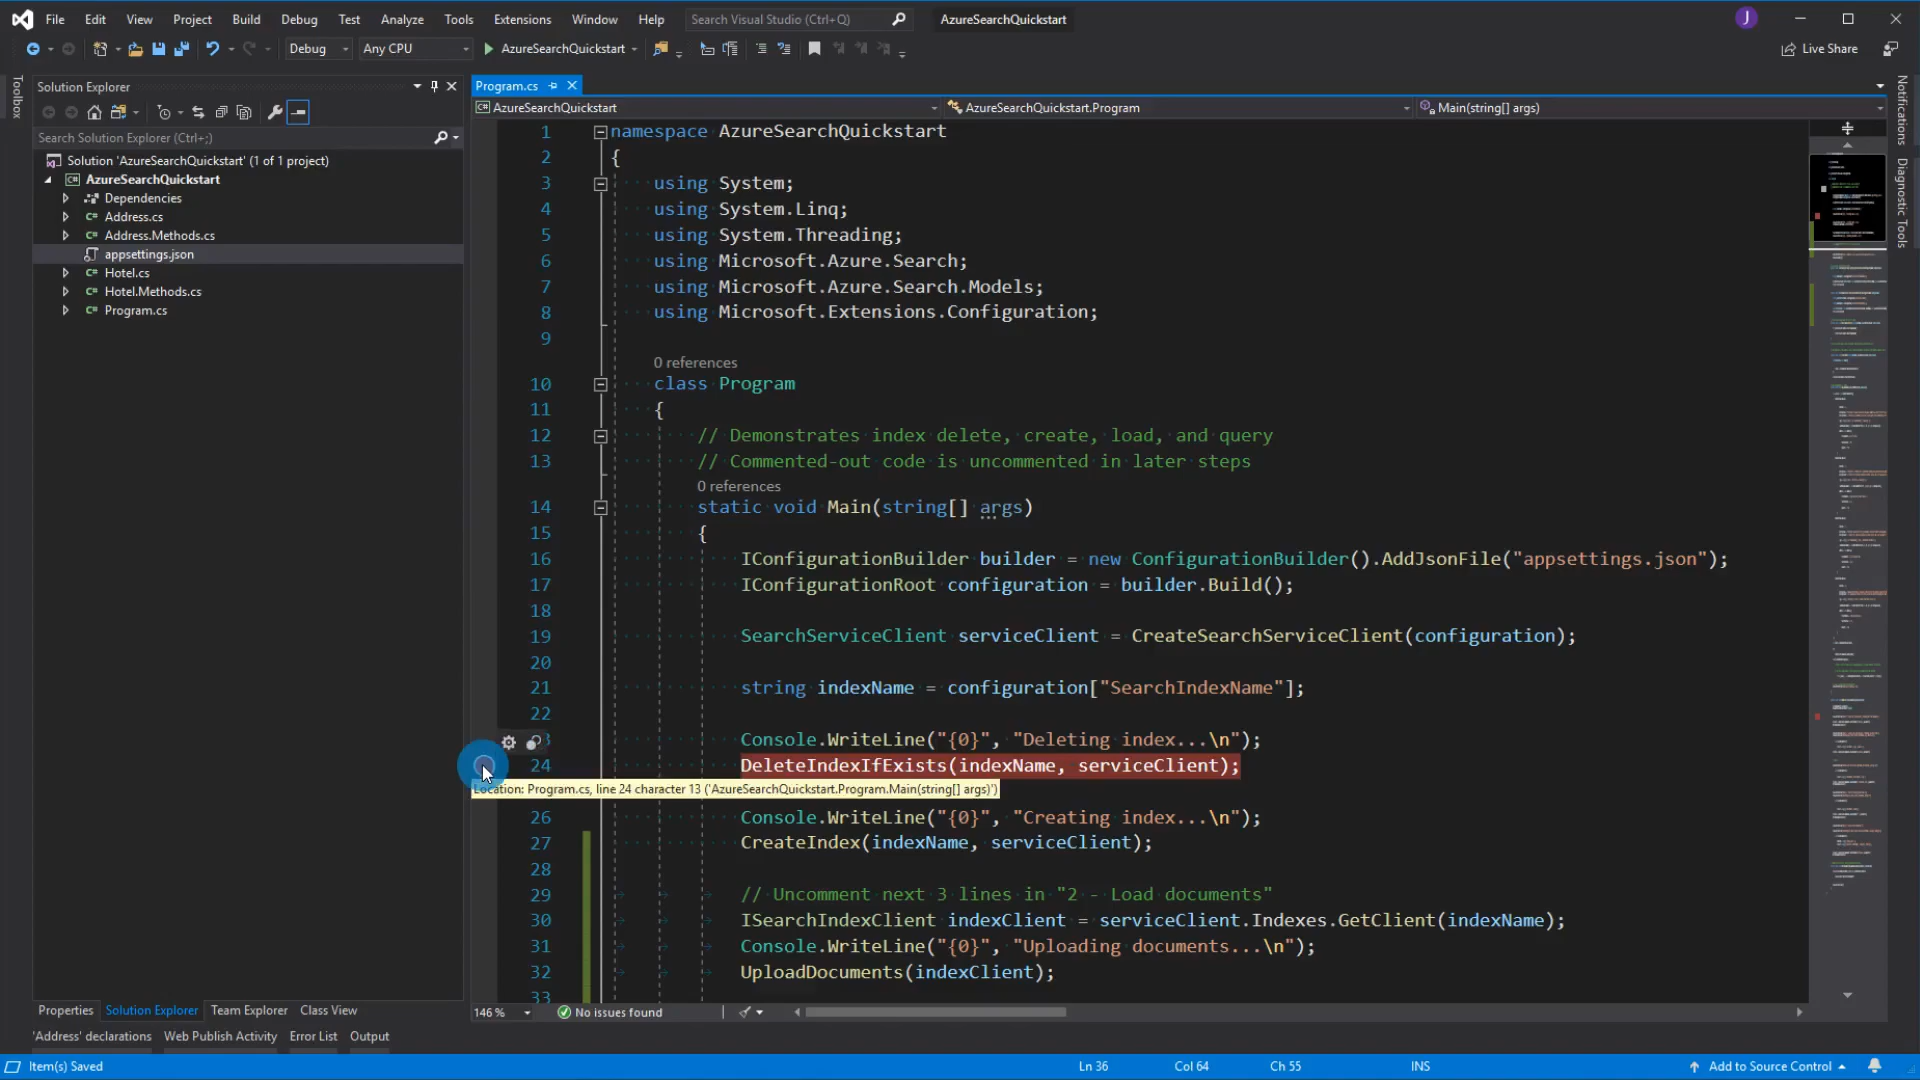 File Edit View Project Build Debug Test Analyze Tools Extensions Window Help Search Visual Studio (Ctrl+Q) AzureSearchQuickstart J
Debug Any CPU AzureSearchQuickstart Live Share
Toolbox
Solution Explorer
Search Solution Explorer (Ctrl+;)
Solution 'AzureSearchQuickstart' (1 of 1 project)
AzureSearchQuickstart
Dependencies
Address.cs
Address.Methods.cs
appsettings.json
Hotel.cs
Hotel.Methods.cs
Program.cs
Properties Solution Explorer Team Explorer Class View
Program.cs
AzureSearchQuickstart AzureSearchQuickstart.Program Main(string[] args)
1 namespace AzureSearchQuickstart
2 {
3 using System;
4 using System.Linq;
5 using System.Threading;
6 using Microsoft.Azure.Search;
7 using Microsoft.Azure.Search.Models;
8 using Microsoft.Extensions.Configuration;
9
0 references
10 class Program
11 {
12 // Demonstrates index delete, create, load, and query
13 // Commented-out code is uncommented in later steps
0 references
14 static void Main(string[] args)
15 {
16 IConfigurationBuilder builder = new ConfigurationBuilder().AddJsonFile("appsettings.json");
17 IConfigurationRoot configuration = builder.Build();
18
19 SearchServiceClient serviceClient = CreateSearchServiceClient(configuration);
20
21 string indexName = configuration["SearchIndexName"];
22
3 Console.WriteLine("{0}", "Deleting index...\n");
24 DeleteIndexIfExists(indexName, serviceClient);
Location: Program.cs, line 24 character 13 ('AzureSearchQuickstart.Program.Main(string[] args)')
26 Console.WriteLine("{0}", "Creating index...\n");
27 CreateIndex(indexName, serviceClient);
28
29 // Uncomment next 3 lines in "2 - Load documents"
30 ISearchIndexClient indexClient = serviceClient.Indexes.GetClient(indexName);
31 Console.WriteLine("{0}", "Uploading documents...\n");
32 UploadDocuments(indexClient);
33
146 % No issues found
Notifications
Diagnostic Tools
'Address' declarations Web Publish Activity Error List Output
Item(s) Saved Ln 36 Col 64 Ch 55 INS Add to Source Control